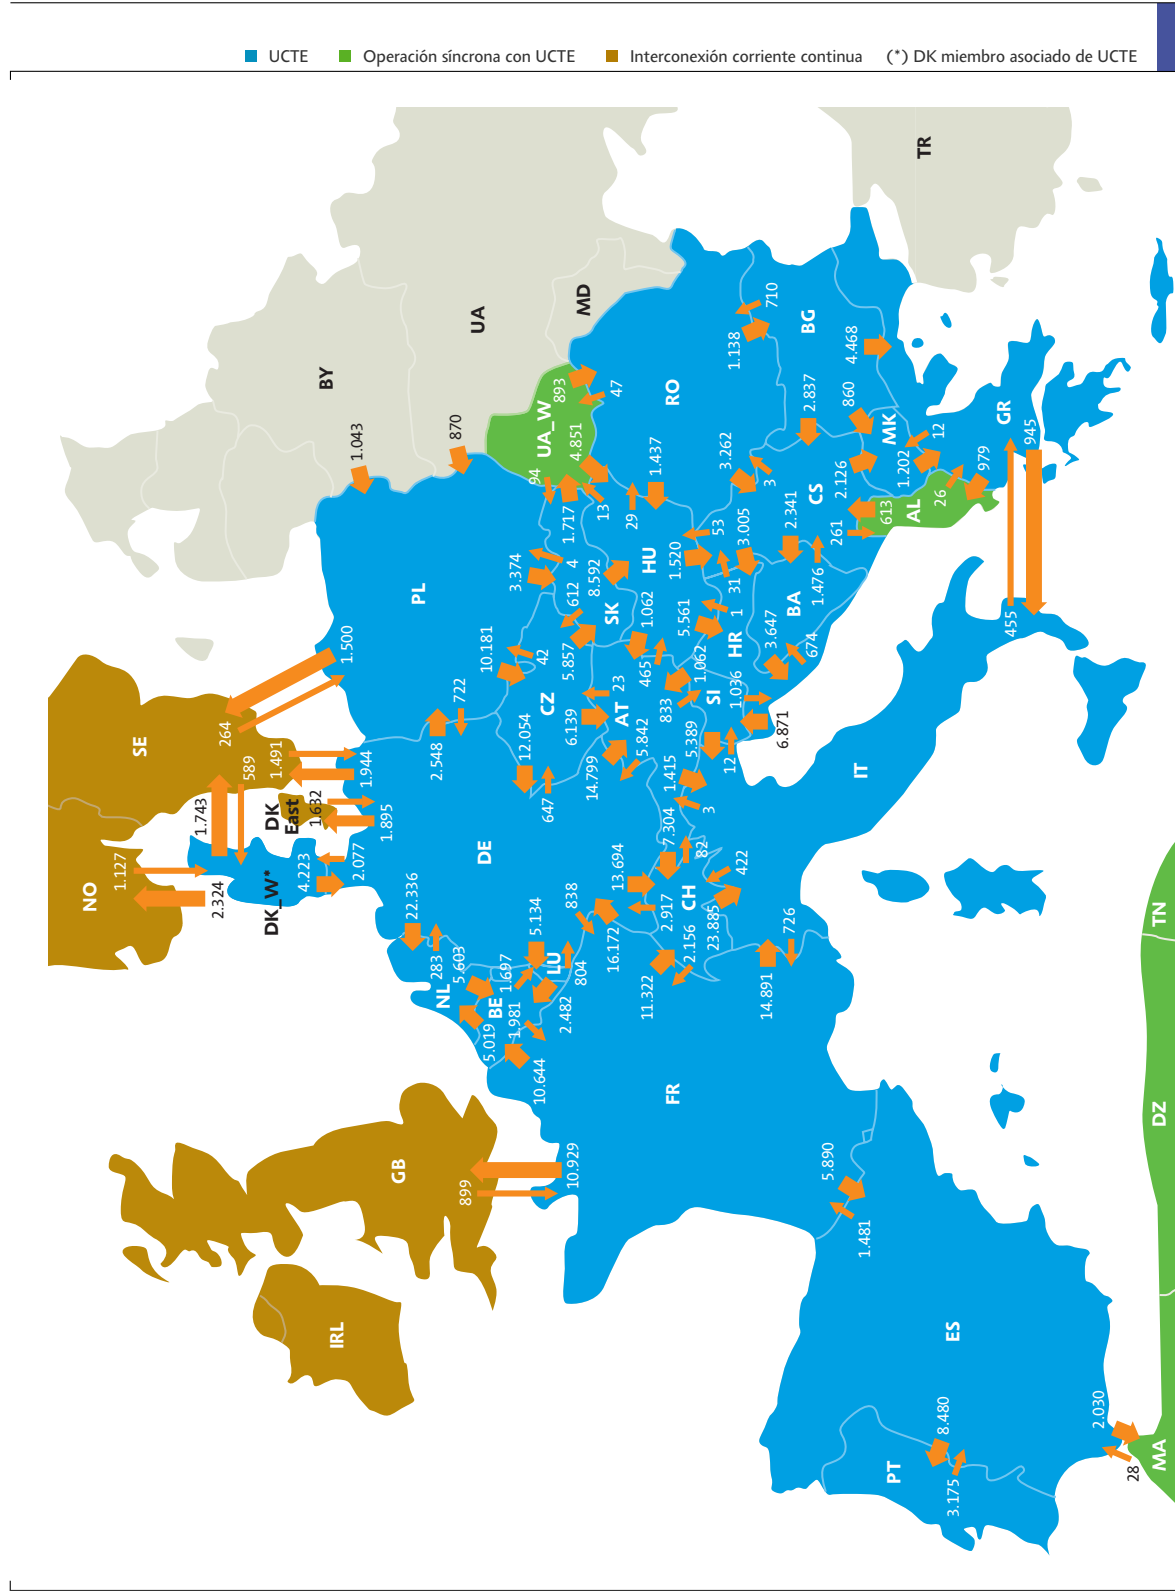 UCTE
Operación síncrona con UCTE
Interconexión corriente continua
(*) DK miembro asociado de UCTE
SE
NO
1.127
2.324
1.743
589
264
1.500
1.491
1.944
DK
East
1.632
1.895
DK_W*
4.223
2.077
BY
1.043
UA
870
MD
UA_W
893
47
4.851
94
1.717
13
TR
PL
3.374
4
10.181
42
2.548
722
12.054
647
CZ
612
5.857
SK
8.592
6.139
23
DE
22.336
283
NL
5.603
5.019
BE
1.697
1.981
5.134
LU
804
2.482
10.644
838
16.172
13.694
2.917
AT
14.799
5.842
1.062
465
HU
29
1.437
RO
1.138
710
BG
3.262
3
1.520
53
31
3.005
2.341
CS
2.837
1.476
BA
5.561
1
HR
3.647
674
833
1.062
SI
1.036
6.871
5.389
12
1.415
3
7.304
82
CH
422
23.885
11.322
2.156
14.891
726
IT
FR
GB
899
10.929
IRL
5.890
1.481
ES
PT
8.480
3.175
2.030
28
MA
DZ
TN
4.468
860
MK
2.126
1.202
12
261
613
AL
26
979
GR
945
455